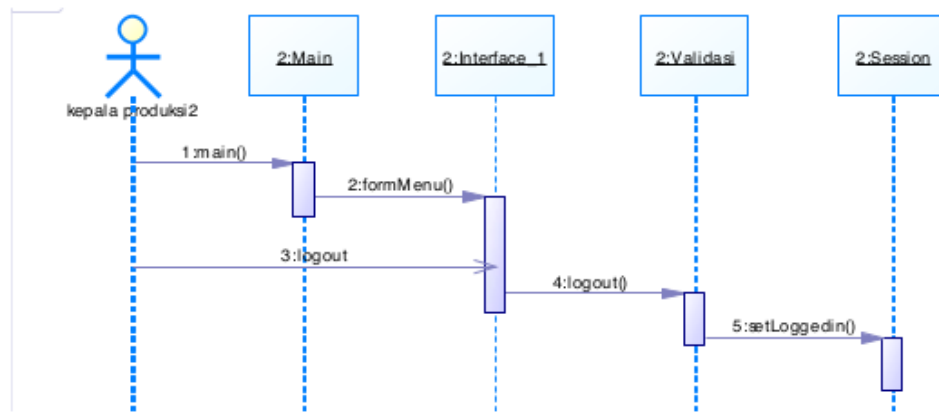 2:Main
2:Interface_1
2:Validasi
2:Session
kepala produksi2
1:main()
2:formMenu()
3:logout
4:logout()
5:setLoggedin()